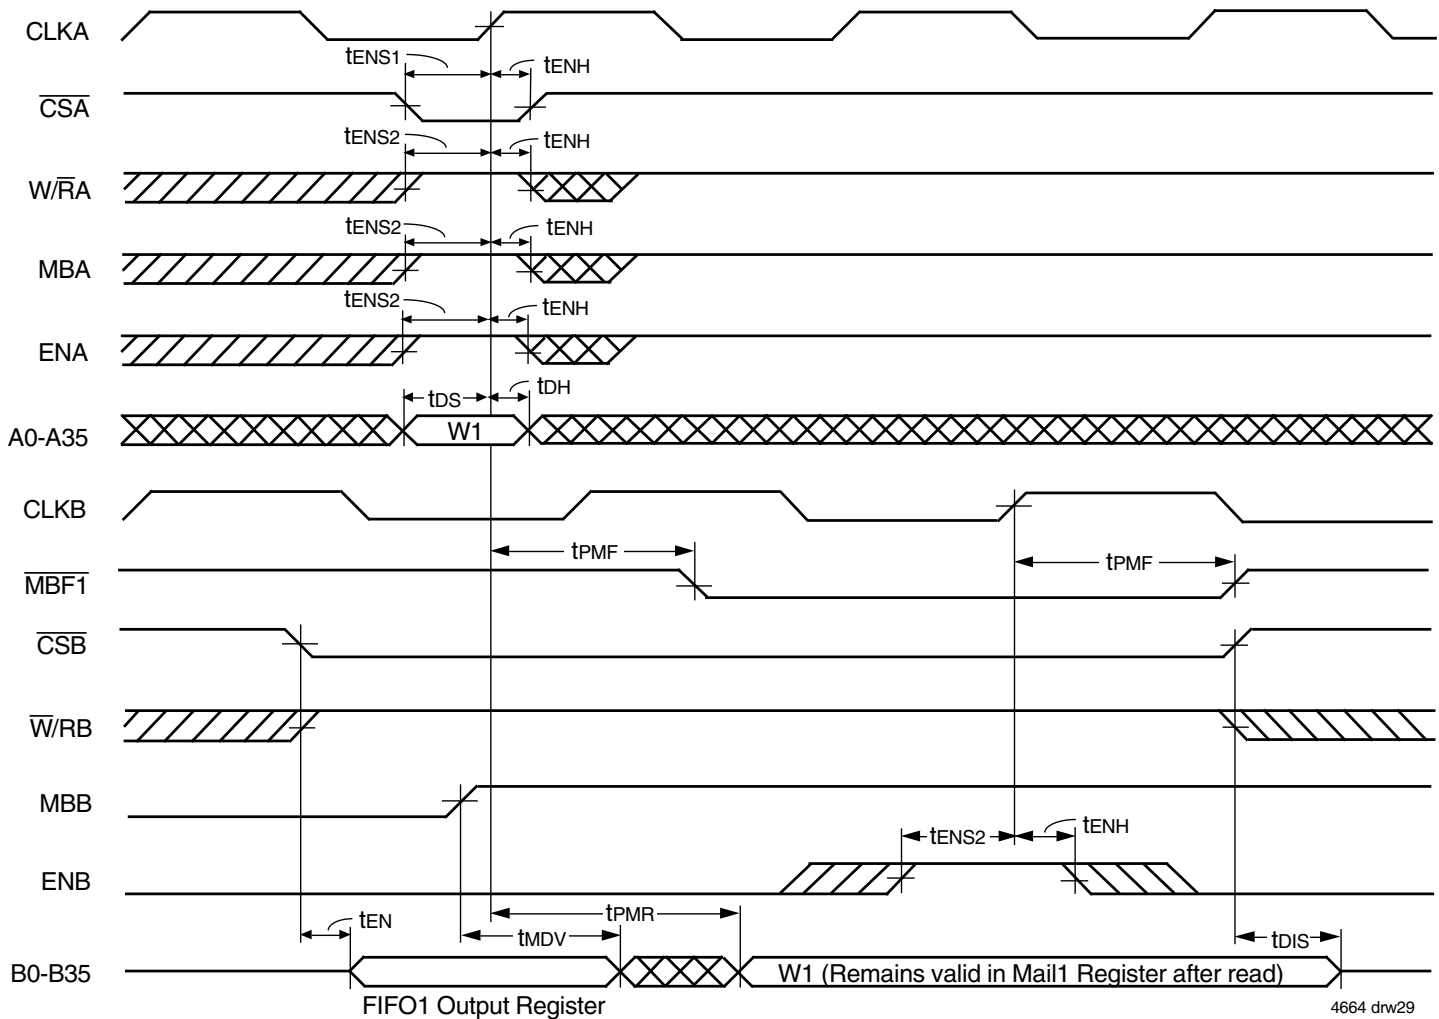 CLKA
tENS1
tENH
CSA
tENS2
tENH
W/RA
tENS2
tENH
MBA
tENS2
tENH
ENA
tDS
tDH
A0-A35
W1
CLKB
tPMF
tPMF
MBF1
CSB
W/RB
MBB
tENS2
tENH
ENB
tEN
tPMR
tMDV
tDIS
B0-B35
W1 (Remains valid in Mail1 Register after read)
FIFO1 Output Register
4664 drw29